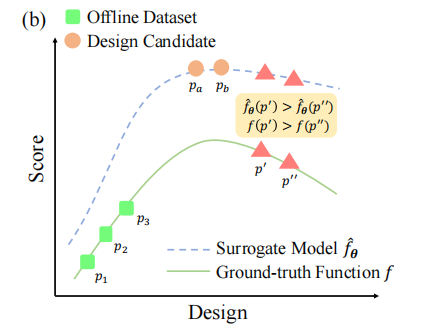 (b)
Offline Dataset
Design Candidate
p_a
p_b
f̂_θ(p′) > f̂_θ(p″)
f(p′) > f(p″)
p′
p″
p_3
p_2
p_1
Surrogate Model f̂_θ
Ground-truth Function f
Score
Design